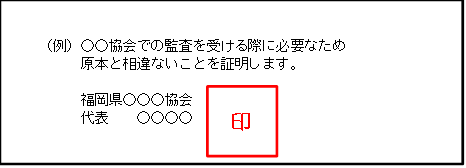 （例）○○協会での監査を受ける際に必要なため
原本と相違ないことを証明します。
福岡県○○○協会
代表　　○○○○
印